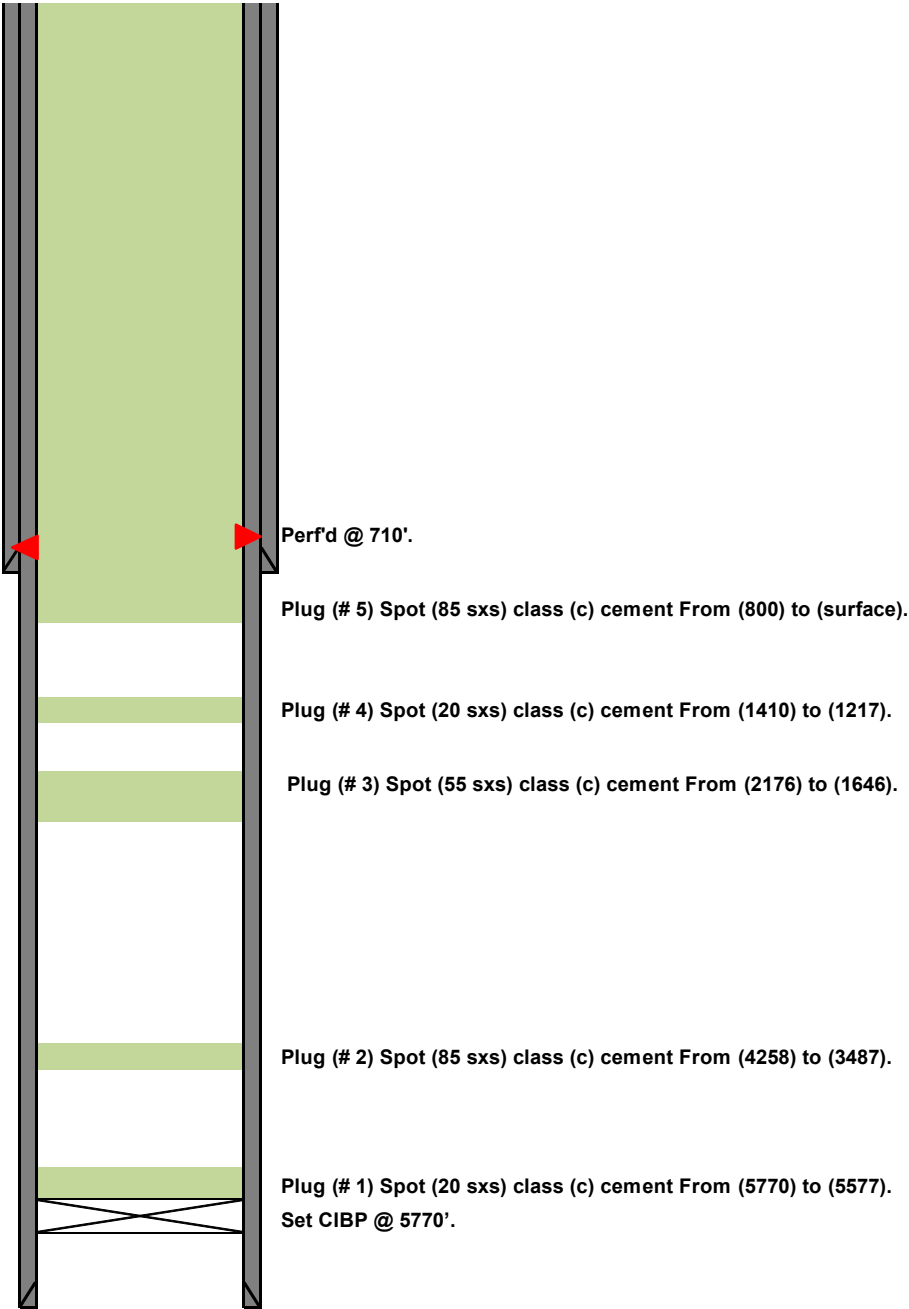 Perf'd @ 710'.
Plug (# 5) Spot (85 sxs) class (c) cement From (800) to (surface).
Plug (# 4) Spot (20 sxs) class (c) cement From (1410) to (1217).
Plug (# 3) Spot (55 sxs) class (c) cement From (2176) to (1646).
Plug (# 2) Spot (85 sxs) class (c) cement From (4258) to (3487).
Plug (# 1) Spot (20 sxs) class (c) cement From (5770) to (5577).
Set CIBP @ 5770’.